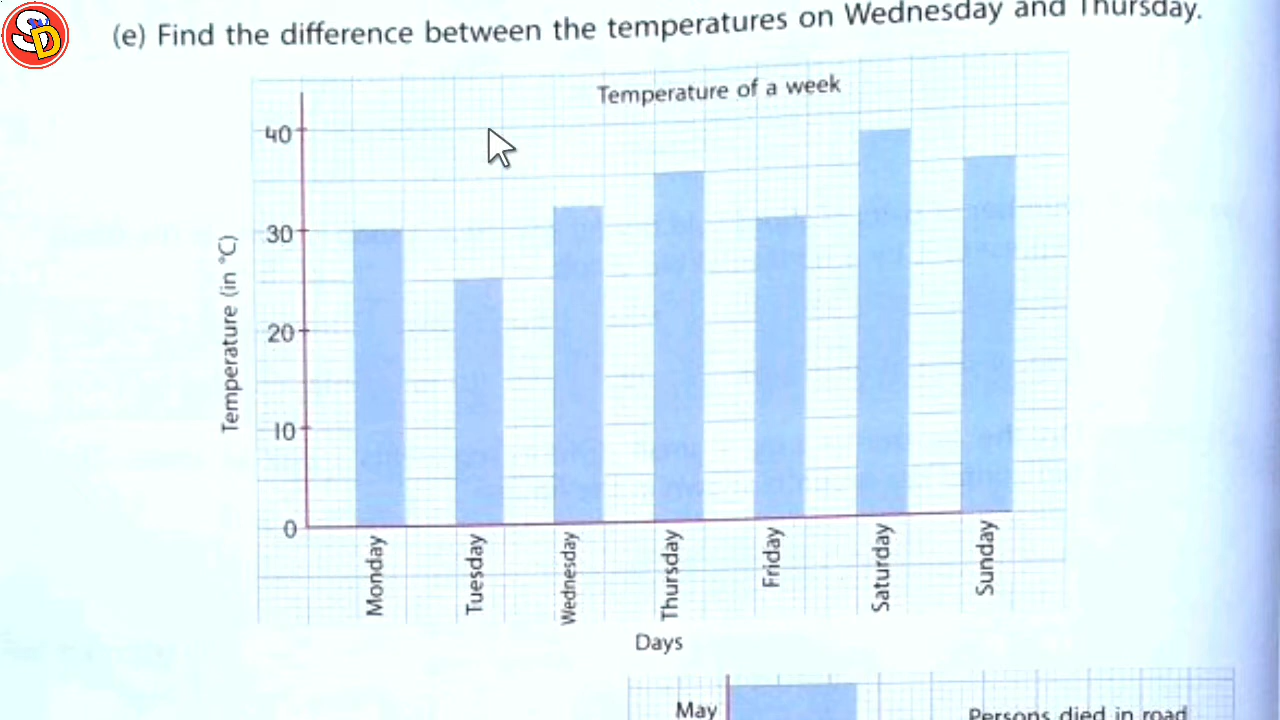 SD
(e) Find the difference between the temperatures on Wednesday and Thursday.
Temperature of a week
40
30
20
10
0
Temperature (in °C)
Monday
Tuesday
Wednesday
Thursday
Friday
Saturday
Sunday
Days
May
Persons died in road